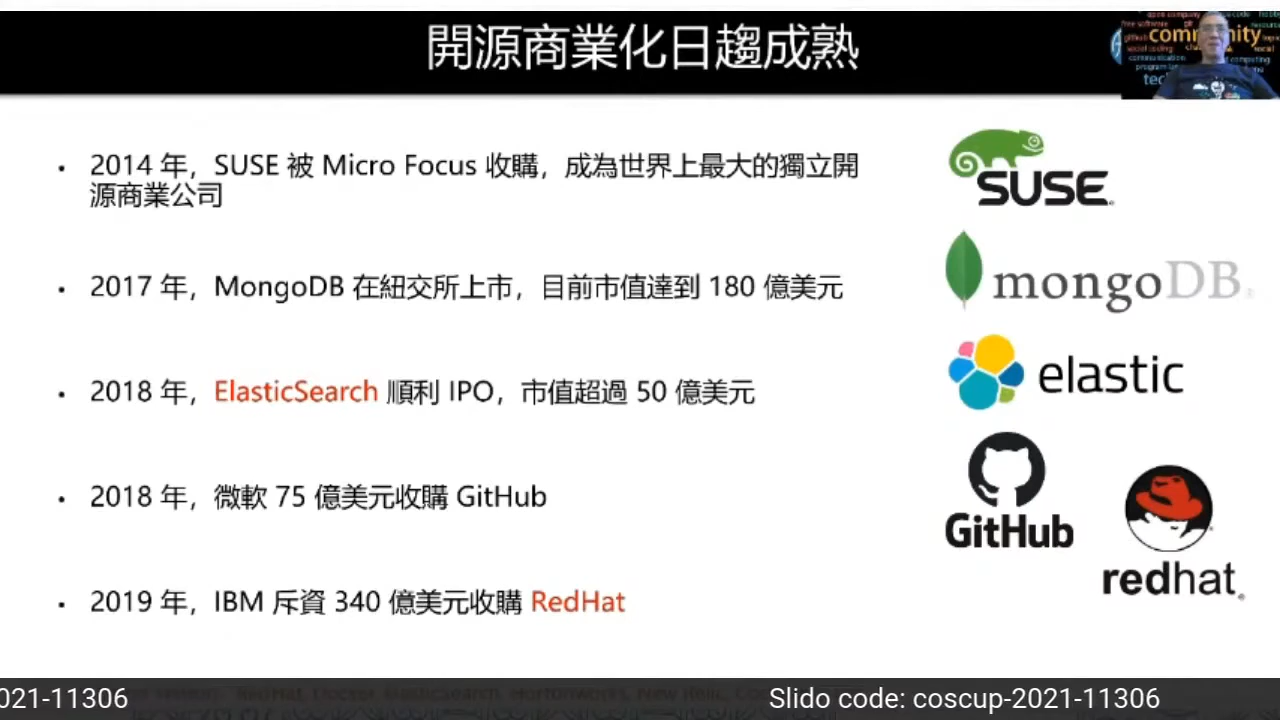 開源商業化日趨成熟
community
• 2014 年，SUSE 被 Micro Focus 收購，成為世界上最大的獨立開
源商業公司
SUSE
• 2017 年，MongoDB 在紐交所上市，目前市值達到 180 億美元
mongoDB
• 2018 年，ElasticSearch 順利 IPO，市值超過 50 億美元
elastic
• 2018 年，微軟 75 億美元收購 GitHub
GitHub
• 2019 年，IBM 斥資 340 億美元收購 RedHat
redhat
021-11306 Slido code: coscup-2021-11306